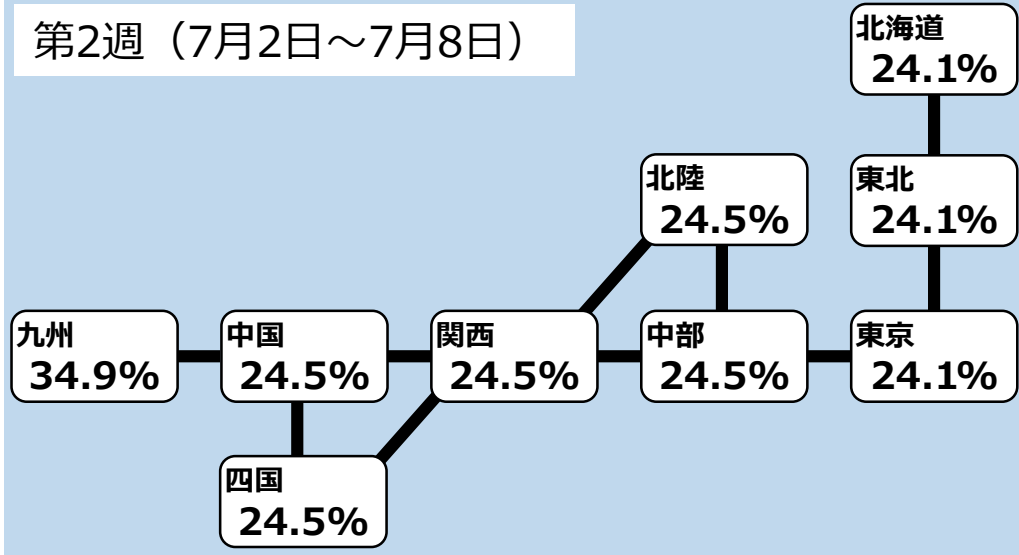 第2週（7月2日～7月8日）
北海道
24.1%
北陸
24.5%
東北
24.1%
九州
34.9%
中国
24.5%
関西
24.5%
中部
24.5%
東京
24.1%
四国
24.5%